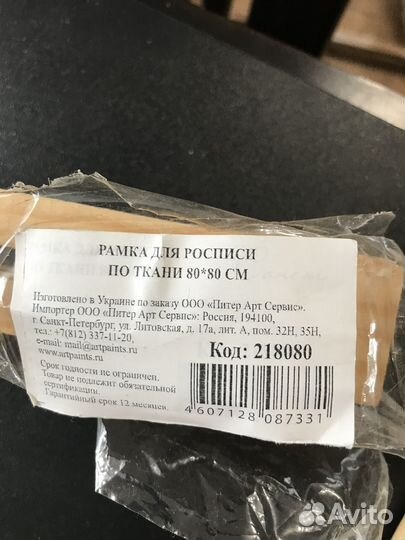 РАМКА ДЛЯ РОСПИСИ
ПО ТКАНИ 80*80 СМ
Изготовлено в Украине по заказу ООО «Питер Арт Сервис».
Импортер ООО «Питер Арт Сервис»: Россия, 194100,
г. Санкт-Петербург, ул. Литовская, д. 17а, лит. А, пом. 32Н, 35Н,
тел.: +7(812) 337-11-20,
e-mail: mail@artpaints.ru
www.artpaints.ru
Код: 218080
Срок годности не ограничен.
Товар не подлежит обязательной
сертификации.
Гарантийный срок 12 месяцев.
4 607128 087331
Avito